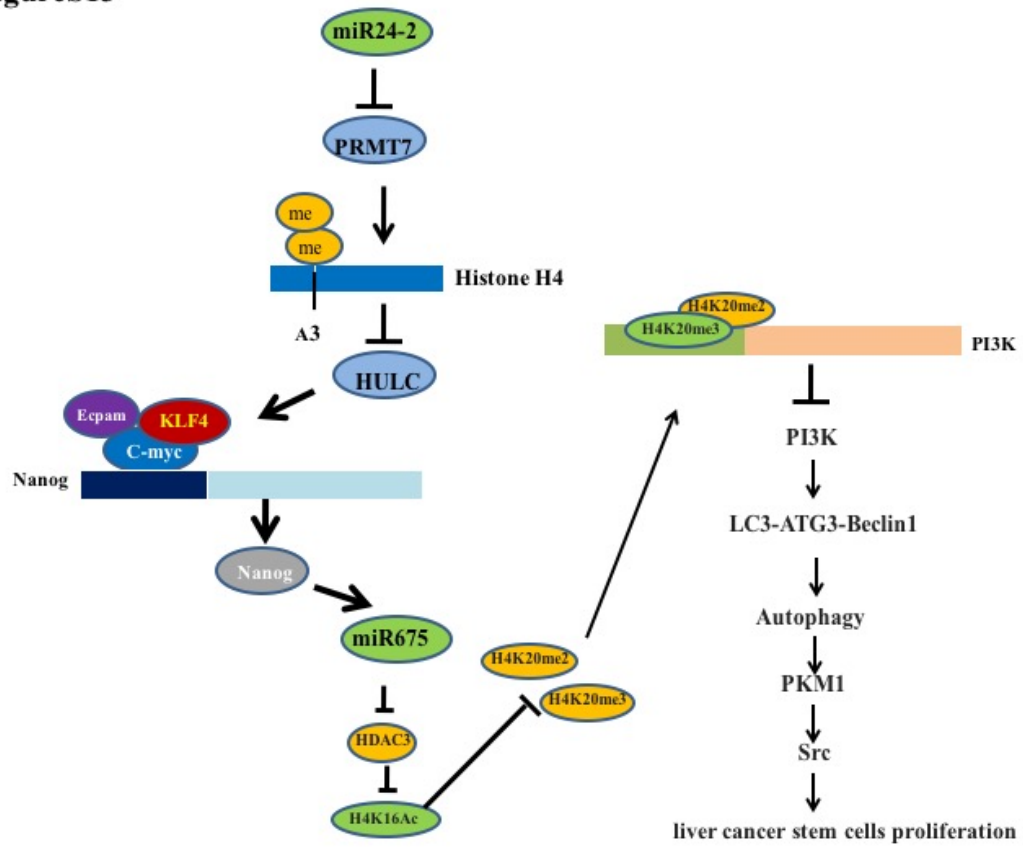 miR24-2
PRMT7
me
me
Histone H4
A3
HULC
Ecpam
KLF4
C-myc
Nanog
Nanog
miR675
HDAC3
H4K16Ac
H4K20me2
H4K20me3
H4K20me2
H4K20me3
PI3K
PI3K
LC3-ATG3-Beclin1
Autophagy
PKM1
Src
liver cancer stem cells proliferation